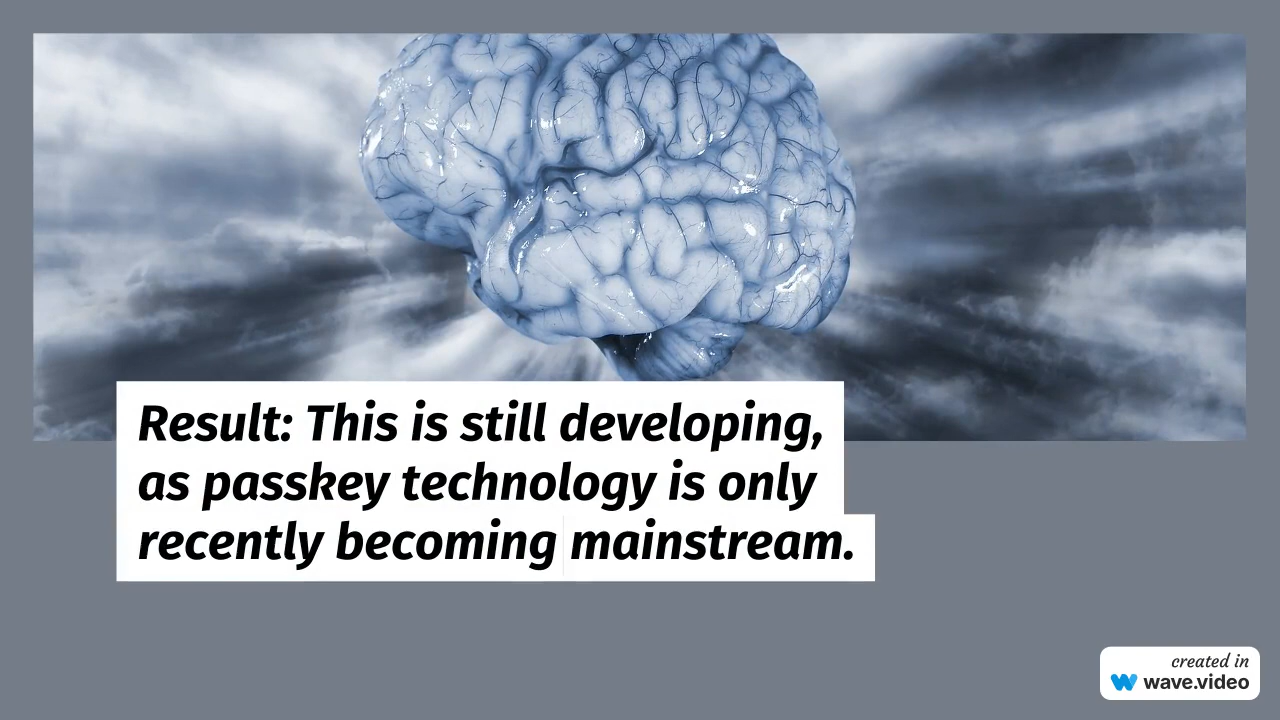 Result: This is still developing,
as passkey technology is only
recently becoming mainstream.
created in
wave.video